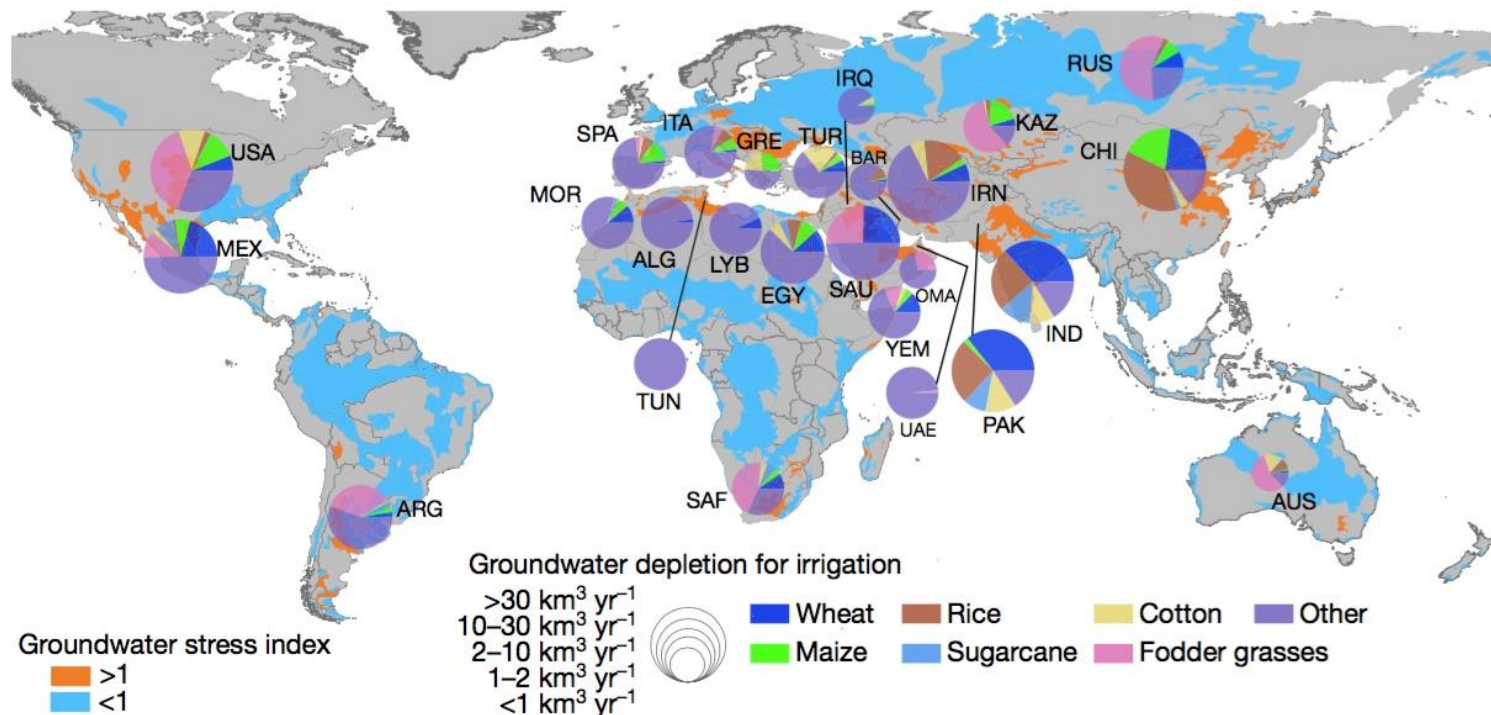 IRQ
RUS
SPA
ITA
GRE
TUR
BAR
KAZ
CHI
USA
IRN
MOR
MEX
ALG
LYB
EGY
SAU
OMA
IND
YEM
TUN
UAE
PAK
SAF
AUS
ARG
Groundwater depletion for irrigation
>30 km³ yr⁻¹
10–30 km³ yr⁻¹
2–10 km³ yr⁻¹
1–2 km³ yr⁻¹
<1 km³ yr⁻¹
Wheat Rice Cotton Other
Maize Sugarcane Fodder grasses
Groundwater stress index
>1
<1